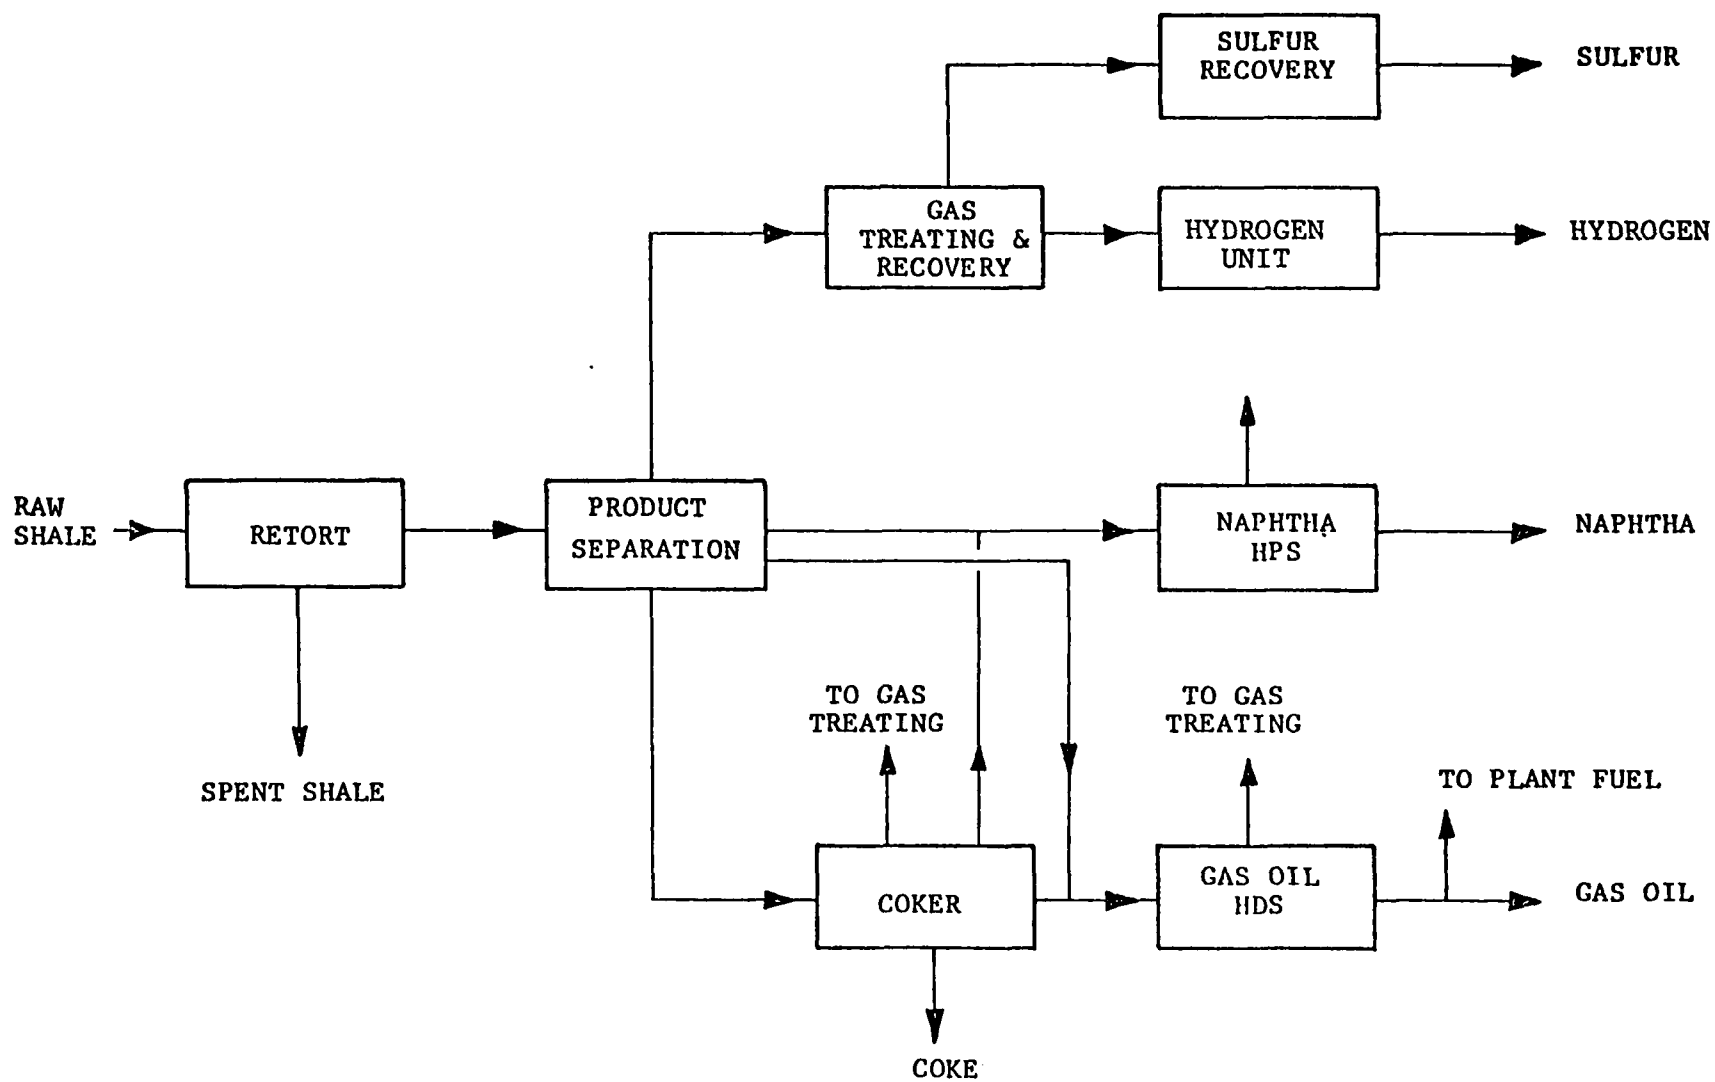 SULFUR
RECOVERY
SULFUR
GAS
TREATING &
RECOVERY
HYDROGEN
UNIT
HYDROGEN
RAW
SHALE
RETORT
PRODUCT
SEPARATION
NAPHTHA
HPS
NAPHTHA
SPENT SHALE
TO GAS
TREATING
TO GAS
TREATING
TO PLANT FUEL
COKER
GAS OIL
HDS
GAS OIL
COKE